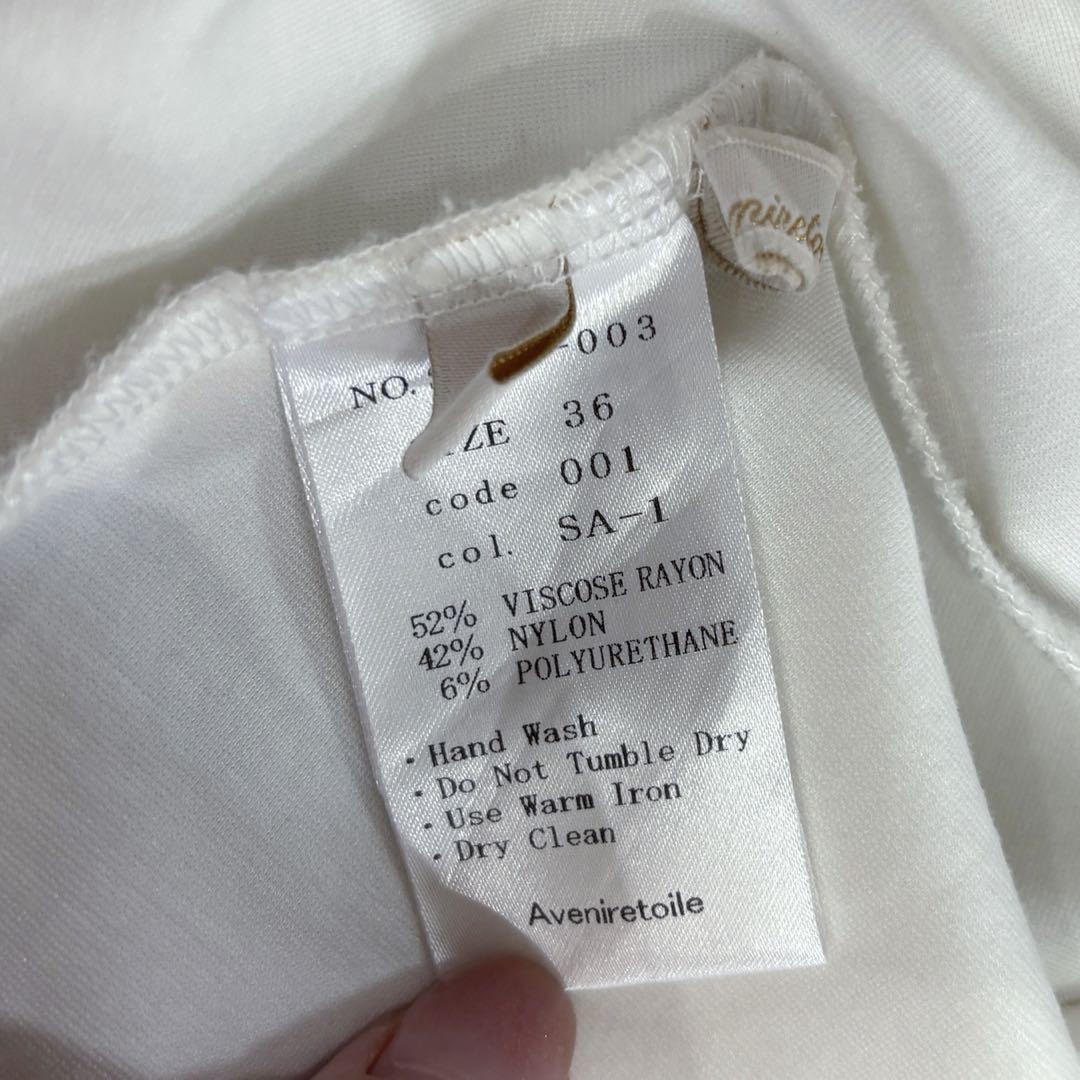 NO. -003
36
code 001
col. SA-1
52% VISCOSE RAYON
42% NYLON
6% POLYURETHANE
・Hand Wash
・Do Not Tumble Dry
・Use Warm Iron
・Dry Clean
Aveniretoile